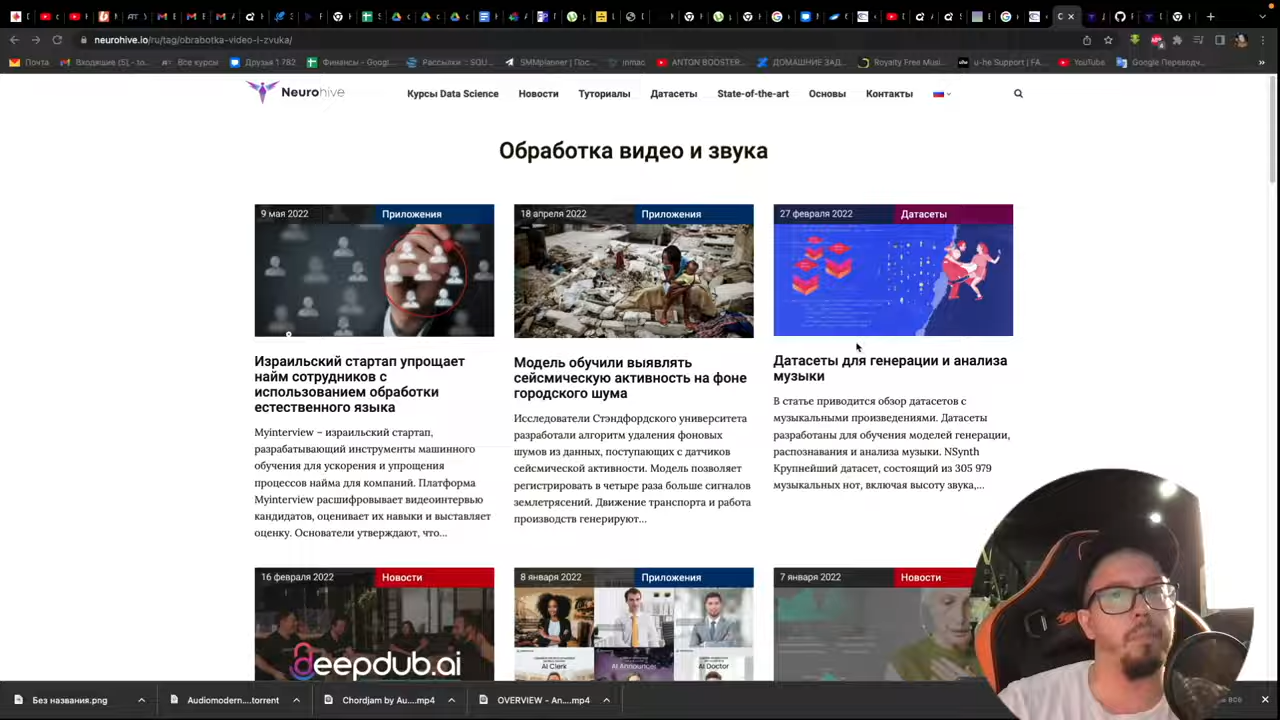 neurohive.io/ru/tag/obrabotka-video-i-zvuka/
Почта
Входящие (5) - to...
Все курсы
Друзья 1 782
Финансы - Googl...
Рассылки :: SQU...
SMMplanner | Пос...
inmac
ANTON BOOSTER...
ДОМАШНИЕ ЗАД...
Royalty Free Musi...
u-he Support | FA...
YouTube
Google Переводч...
Neurohive
Курсы Data Science
Новости
Туториалы
Датасеты
State-of-the-art
Основы
Контакты
Обработка видео и звука
9 мая 2022
Приложения
Израильский стартап упрощает
найм сотрудников с
использованием обработки
естественного языка
Myinterview – израильский стартап,
разрабатывающий инструменты машинного
обучения для ускорения и упрощения
процессов найма для компаний. Платформа
Myinterview расшифровывает видеоинтервью
кандидатов, оценивает их навыки и выставляет
оценку. Основатели утверждают, что…
18 апреля 2022
Приложения
Модель обучили выявлять
сейсмическую активность на фоне
городского шума
Исследователи Стэндфордского университета
разработали алгоритм удаления фоновых
шумов из данных, поступающих с датчиков
сейсмической активности. Модель позволяет
регистрировать в четыре раза больше сигналов
землетрясений. Движение транспорта и работа
производств генерируют…
27 февраля 2022
Датасеты
Датасеты для генерации и анализа
музыки
В статье приводится обзор датасетов с
музыкальными произведениями. Датасеты
разработаны для обучения моделей генерации,
распознавания и анализа музыки. NSynth
Крупнейший датасет, состоящий из 305 979
музыкальных нот, включая высоту звука,…
16 февраля 2022
Новости
deepdub.ai
8 января 2022
Приложения
AI Clerk
AI Announcer
AI Doctor
7 января 2022
Новости
Без названия.png
Audiomodern....torrent
Chordjam by Au....mp4
OVERVIEW - An....mp4